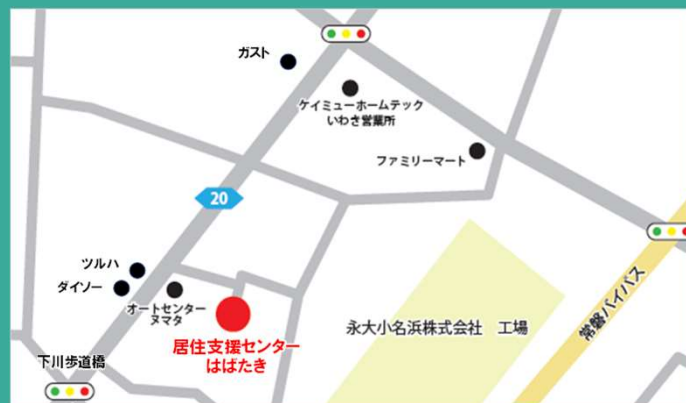 ガスト
ケイミューホームテック
いわき営業所
ファミリーマート
20
ツルハ
ダイソー
オートセンター
ヌマタ
居住支援センター
はばたき
永大小名浜株式会社　工場
常磐バイパス
下川歩道橋